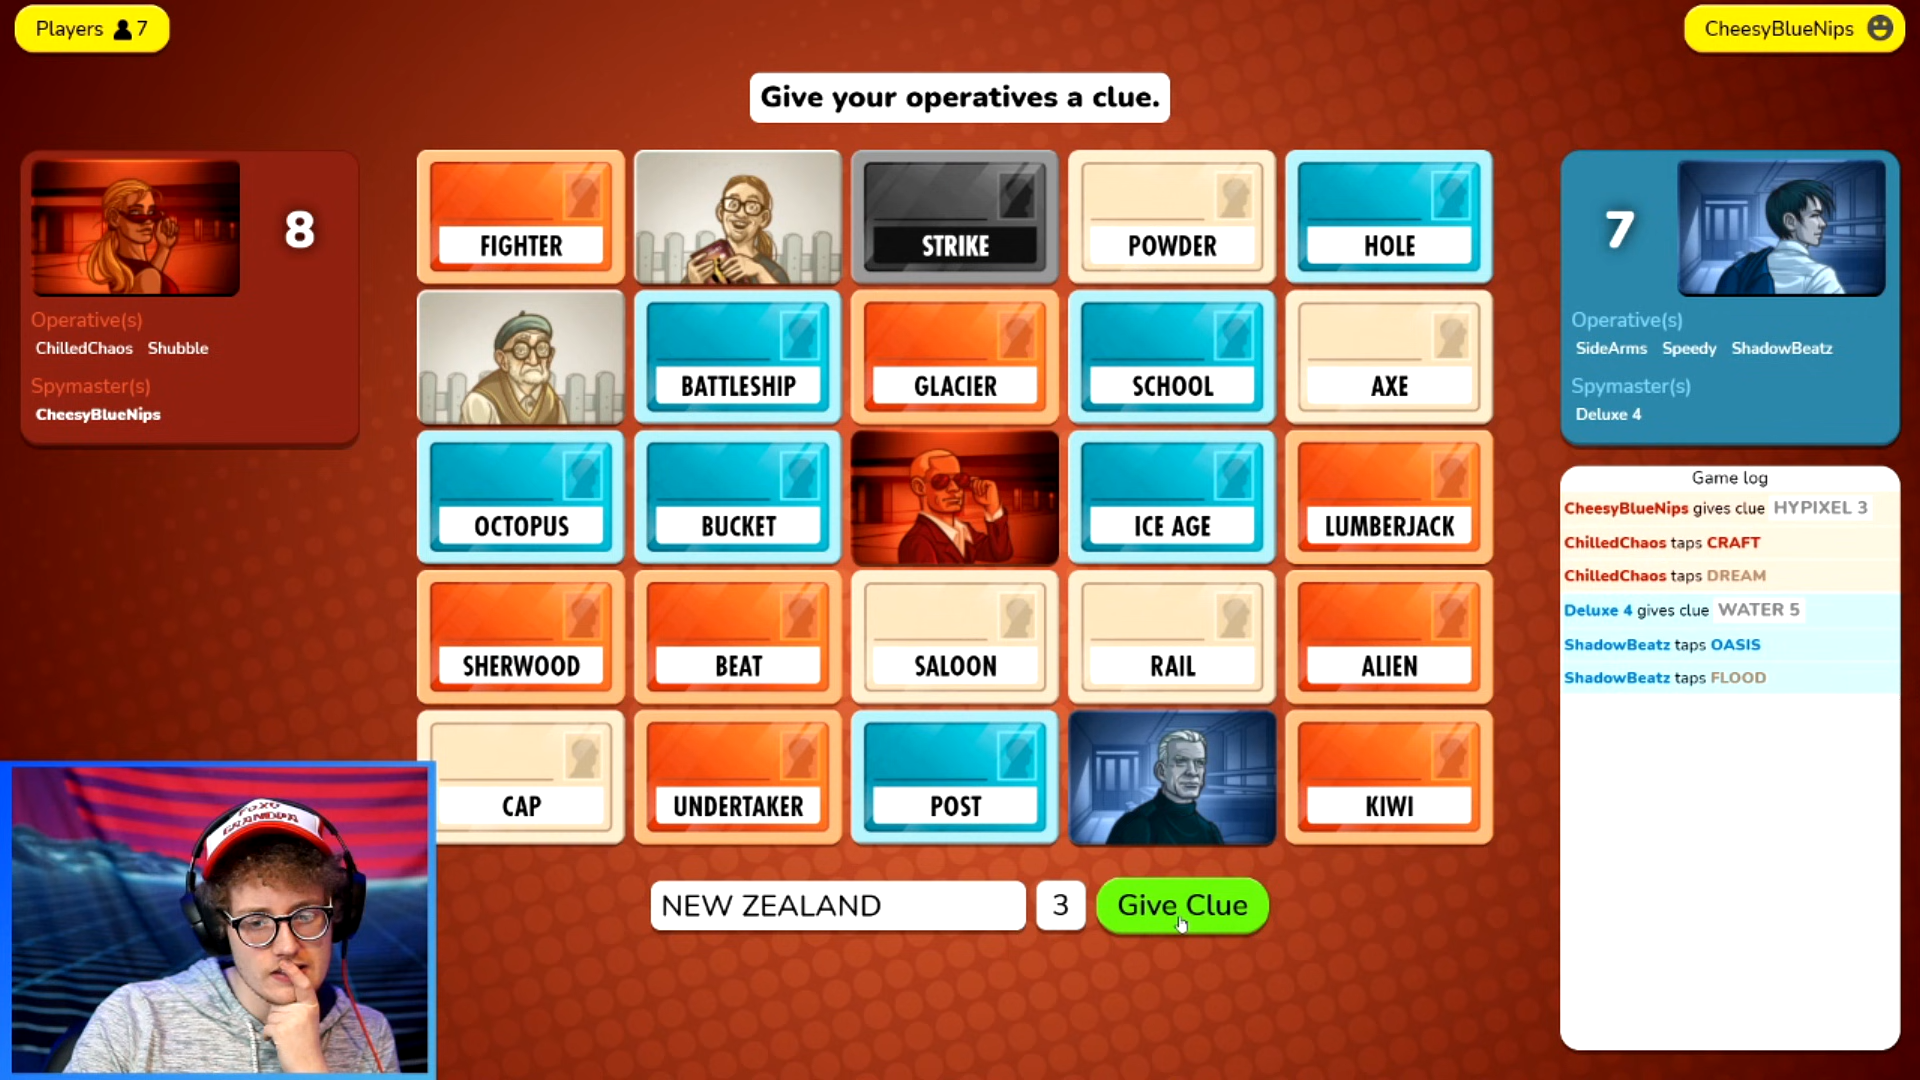 Players 7
CheesyBlueNips
Give your operatives a clue.
8
Operative(s)
ChilledChaos Shubble
Spymaster(s)
CheesyBlueNips
FIGHTER
STRIKE
POWDER
HOLE
BATTLESHIP
GLACIER
SCHOOL
AXE
OCTOPUS
BUCKET
ICE AGE
LUMBERJACK
SHERWOOD
BEAT
SALOON
RAIL
ALIEN
CAP
UNDERTAKER
POST
KIWI
NEW ZEALAND
3
Give Clue
7
Operative(s)
SideArms Speedy ShadowBeatz
Spymaster(s)
Deluxe 4
Game log
CheesyBlueNips gives clue HYPIXEL 3
ChilledChaos taps CRAFT
ChilledChaos taps DREAM
Deluxe 4 gives clue WATER 5
ShadowBeatz taps OASIS
ShadowBeatz taps FLOOD
FOXY
GRANDPA